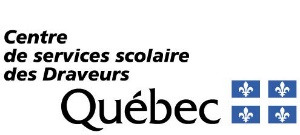 Centre
de services scolaire
des Draveurs
Québec